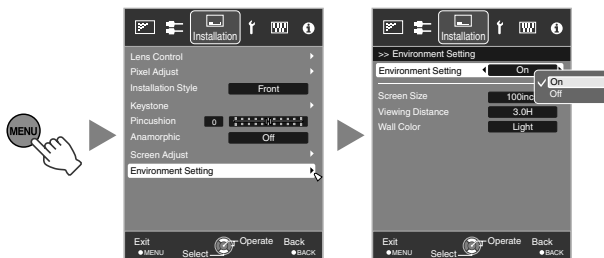 MENU
Installation
Lens Control
Pixel Adjust
Installation Style Front
Keystone
Pincushion 0
Anamorphic Off
Screen Adjust
Environment Setting
Exit Operate Back
MENU Select BACK
Installation
>> Environment Setting
Environment Setting On
On
Off
Screen Size 100inc
Viewing Distance 3.0H
Wall Color Light
Exit Operate Back
MENU Select BACK